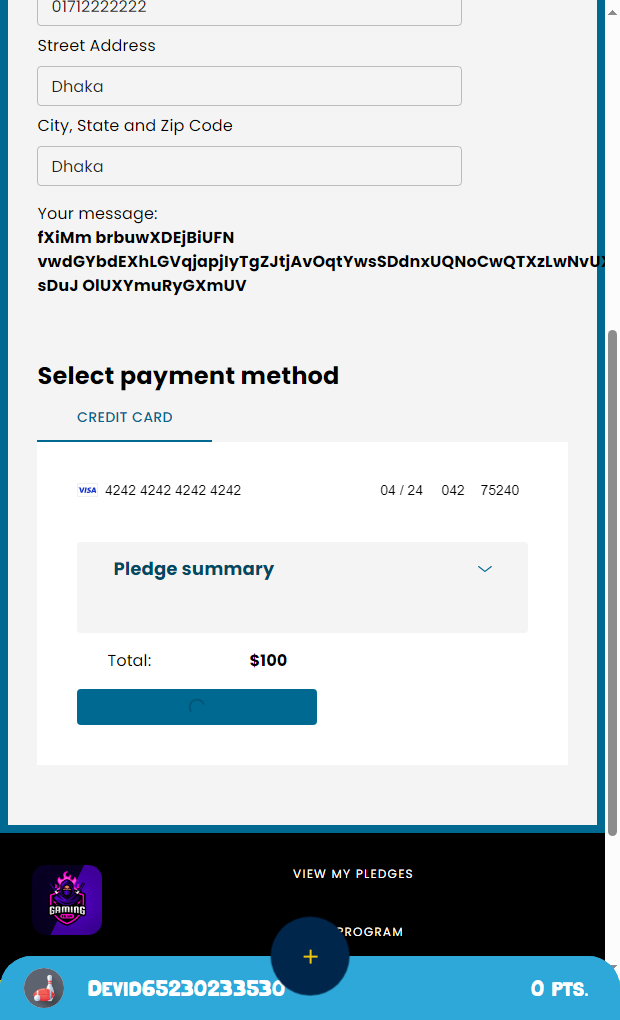 01712222222
Street Address
Dhaka
City, State and Zip Code
Dhaka
Your message:
fXiMm brbuwXDEjBiUFN
vwdGYbdEXhLGVqjapjIyTgZJtjAvOqtYwsSDdnxUQNoCwQTXzLwNvUX
sDuJ OlUXYmuRyGXmUV
Select payment method
CREDIT CARD
VISA 4242 4242 4242 4242 04 / 24 042 75240
Pledge summary
Total: $100
VIEW MY PLEDGES
GAMING
PROGRAM
+
Devid65230233530 0 PTS.